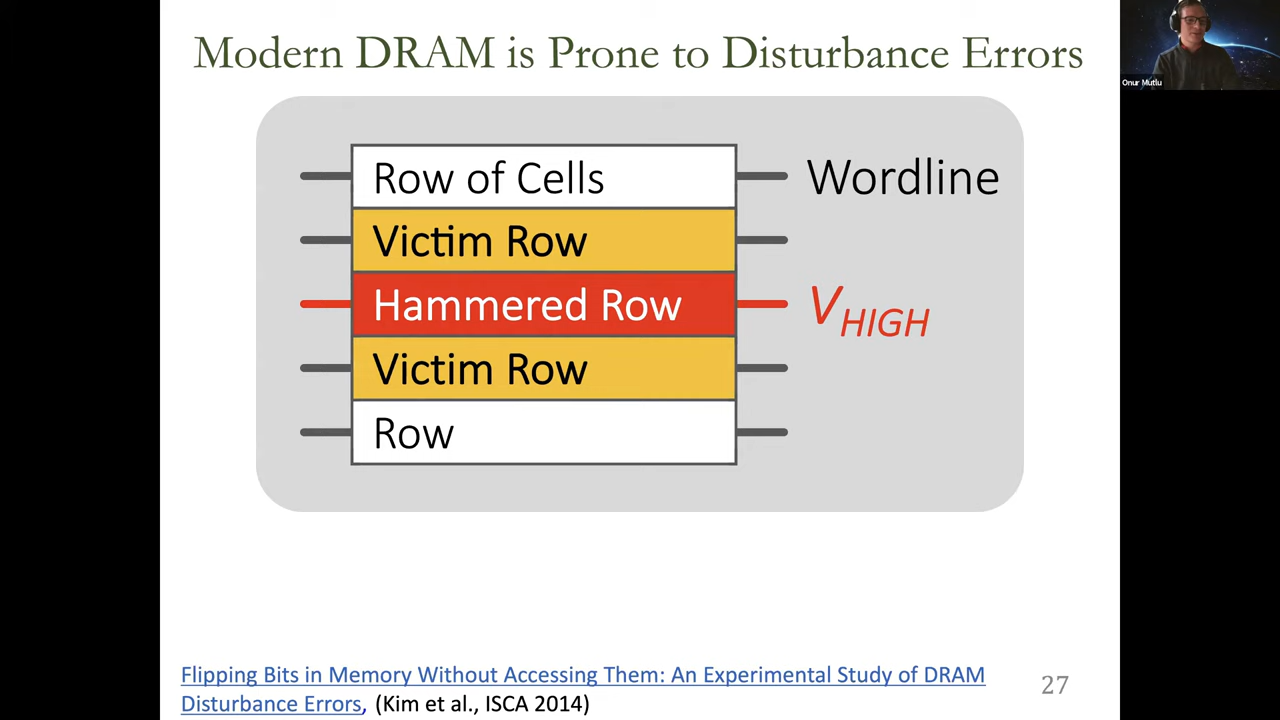 Modern DRAM is Prone to Disturbance Errors
Onur Mutlu
Row of Cells
Wordline
Victim Row
Hammered Row
VHIGH
Victim Row
Row
Flipping Bits in Memory Without Accessing Them: An Experimental Study of DRAM
Disturbance Errors, (Kim et al., ISCA 2014)
27